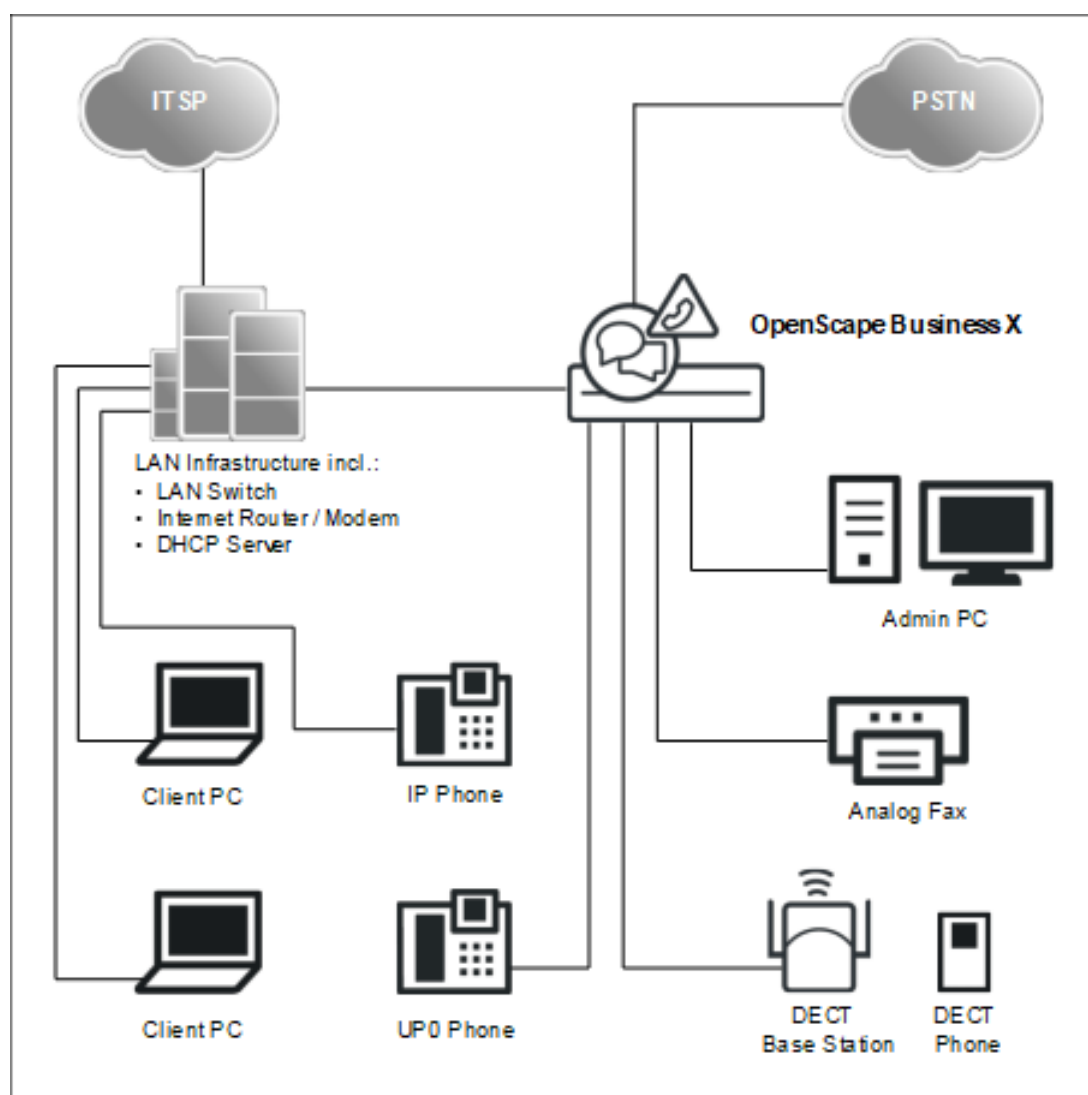 ITSP
PSTN
OpenScape Business X
LAN Infrastructure incl.:
• LAN Switch
• Internet Router / Modem
• DHCP Server
Admin PC
Client PC
IP Phone
Analog Fax
Client PC
UP0 Phone
DECT
Base Station
DECT
Phone